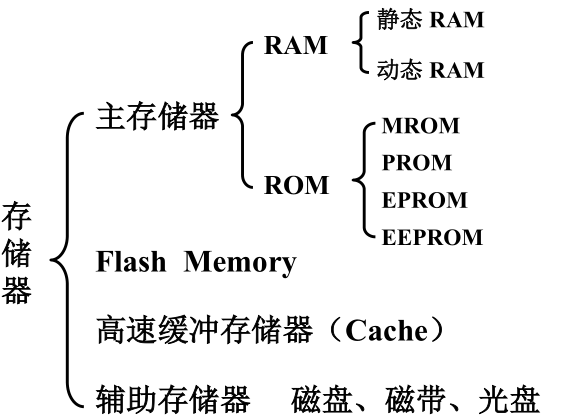 存储器
主存储器
RAM
静态 RAM
动态 RAM
ROM
MROM
PROM
EPROM
EEPROM
Flash Memory
高速缓冲存储器（Cache）
辅助存储器 磁盘、磁带、光盘